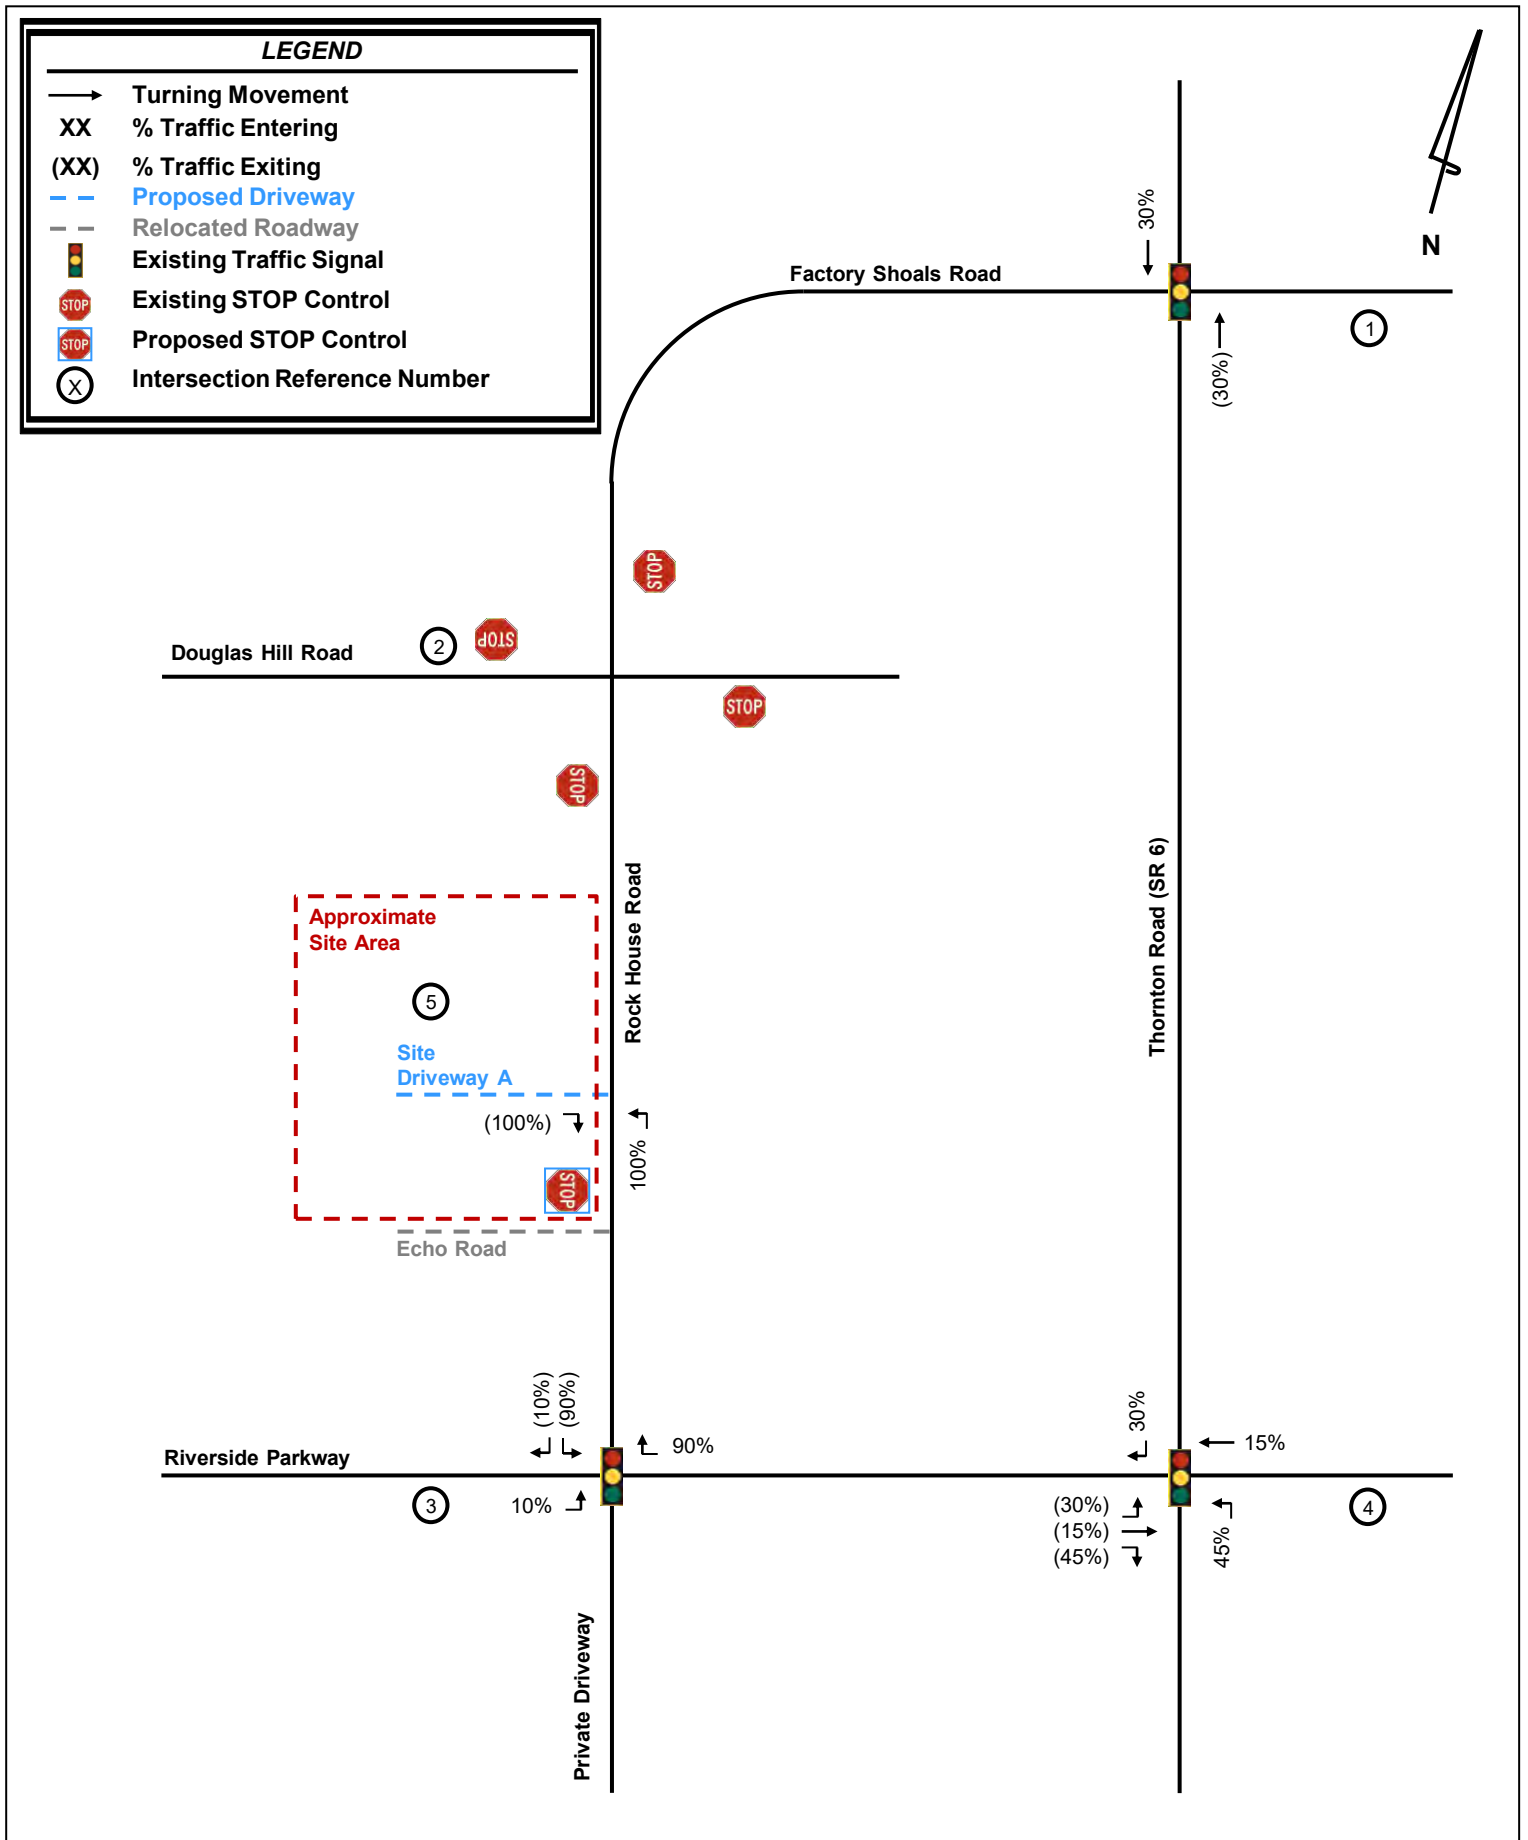 LEGEND
Turning Movement
XX % Traffic Entering
(XX) % Traffic Exiting
Proposed Driveway
Relocated Roadway
Existing Traffic Signal
STOP Existing STOP Control
STOP Proposed STOP Control
X Intersection Reference Number
N
30%
Factory Shoals Road
1
(30%)
STOP
Douglas Hill Road
2
STOP
STOP
STOP
Rock House Road
Thornton Road (SR 6)
Approximate
Site Area
5
Site
Driveway A
(100%)
100%
STOP
Echo Road
(10%)
(90%)
90%
Riverside Parkway
3
10%
30%
15%
(30%)
(15%)
(45%)
45%
4
Private Driveway